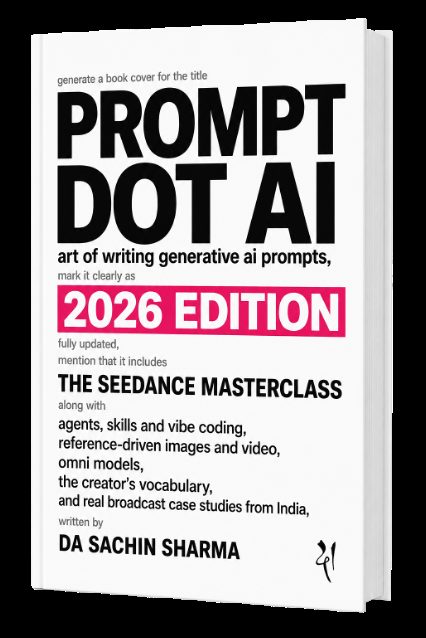 generate a book cover for the title
PROMPT
DOT AI
art of writing generative ai prompts,
mark it clearly as
2026 EDITION
fully updated,
mention that it includes
THE SEEDANCE MASTERCLASS
along with
agents, skills and vibe coding,
reference-driven images and video,
omni models,
the creator's vocabulary,
and real broadcast case studies from India,
written by
DA SACHIN SHARMA